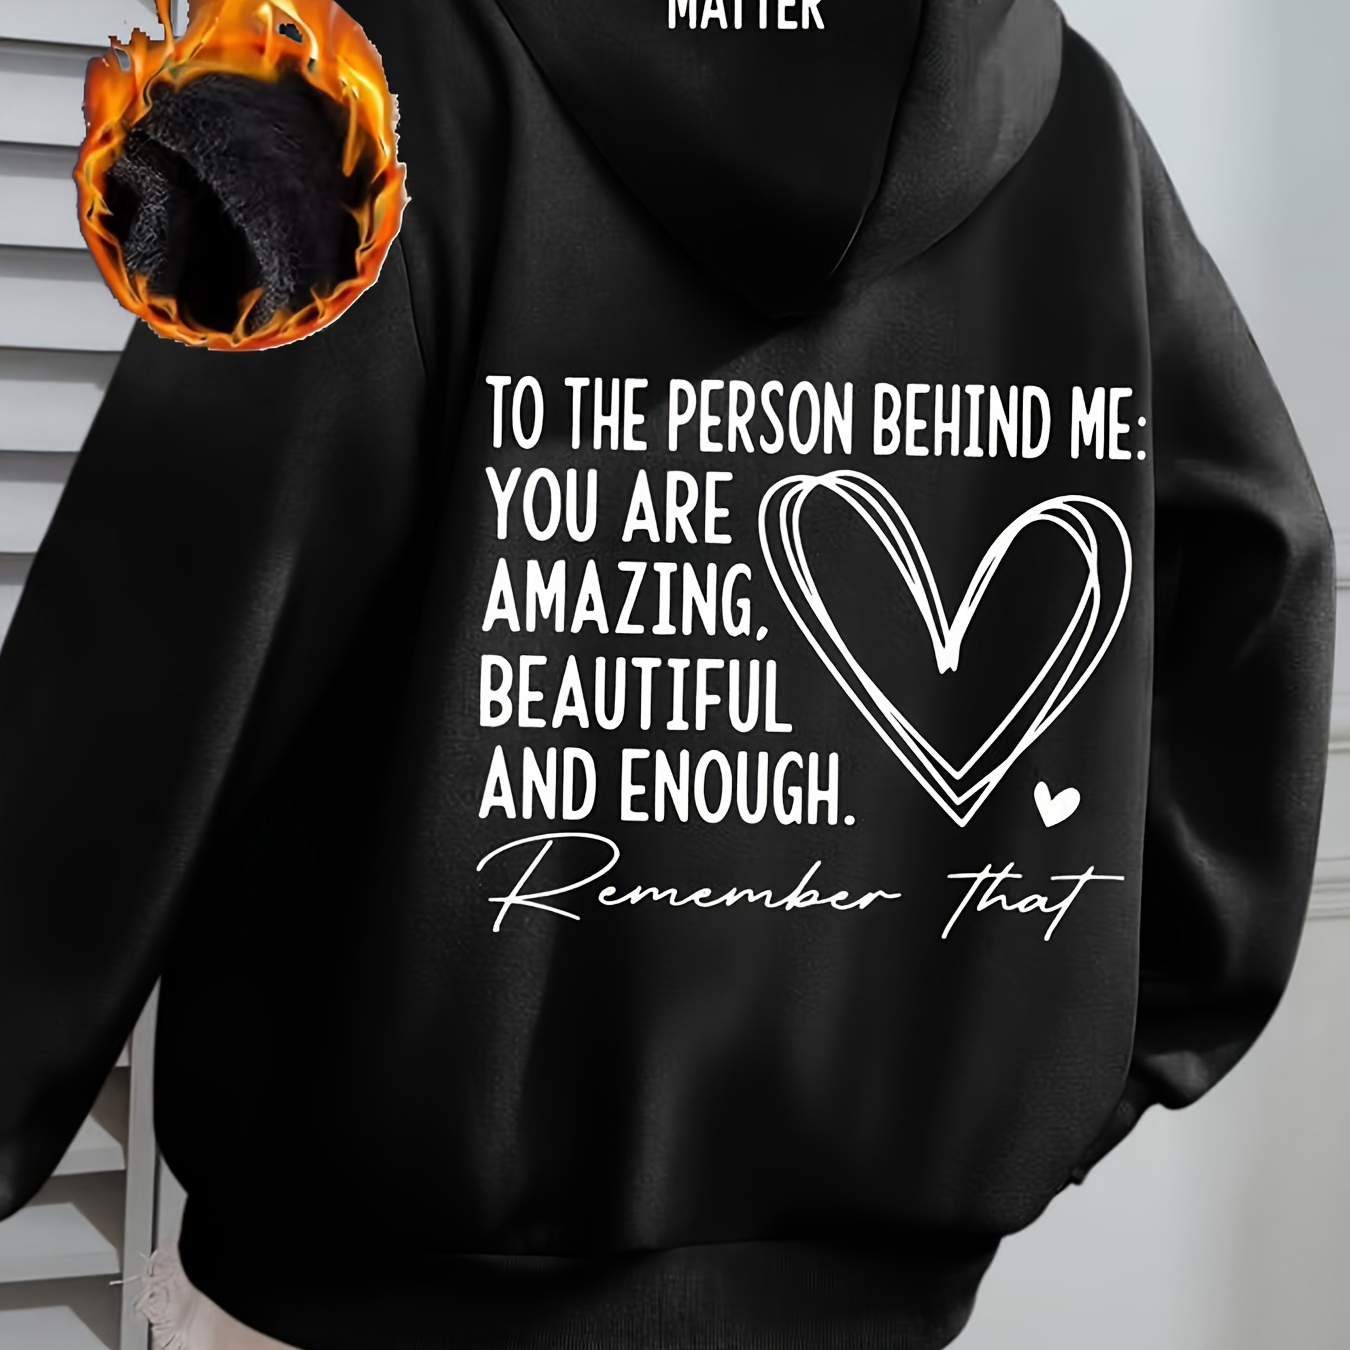 MATTER
TO THE PERSON BEHIND ME:
YOU ARE
AMAZING,
BEAUTIFUL
AND ENOUGH.
Remember that